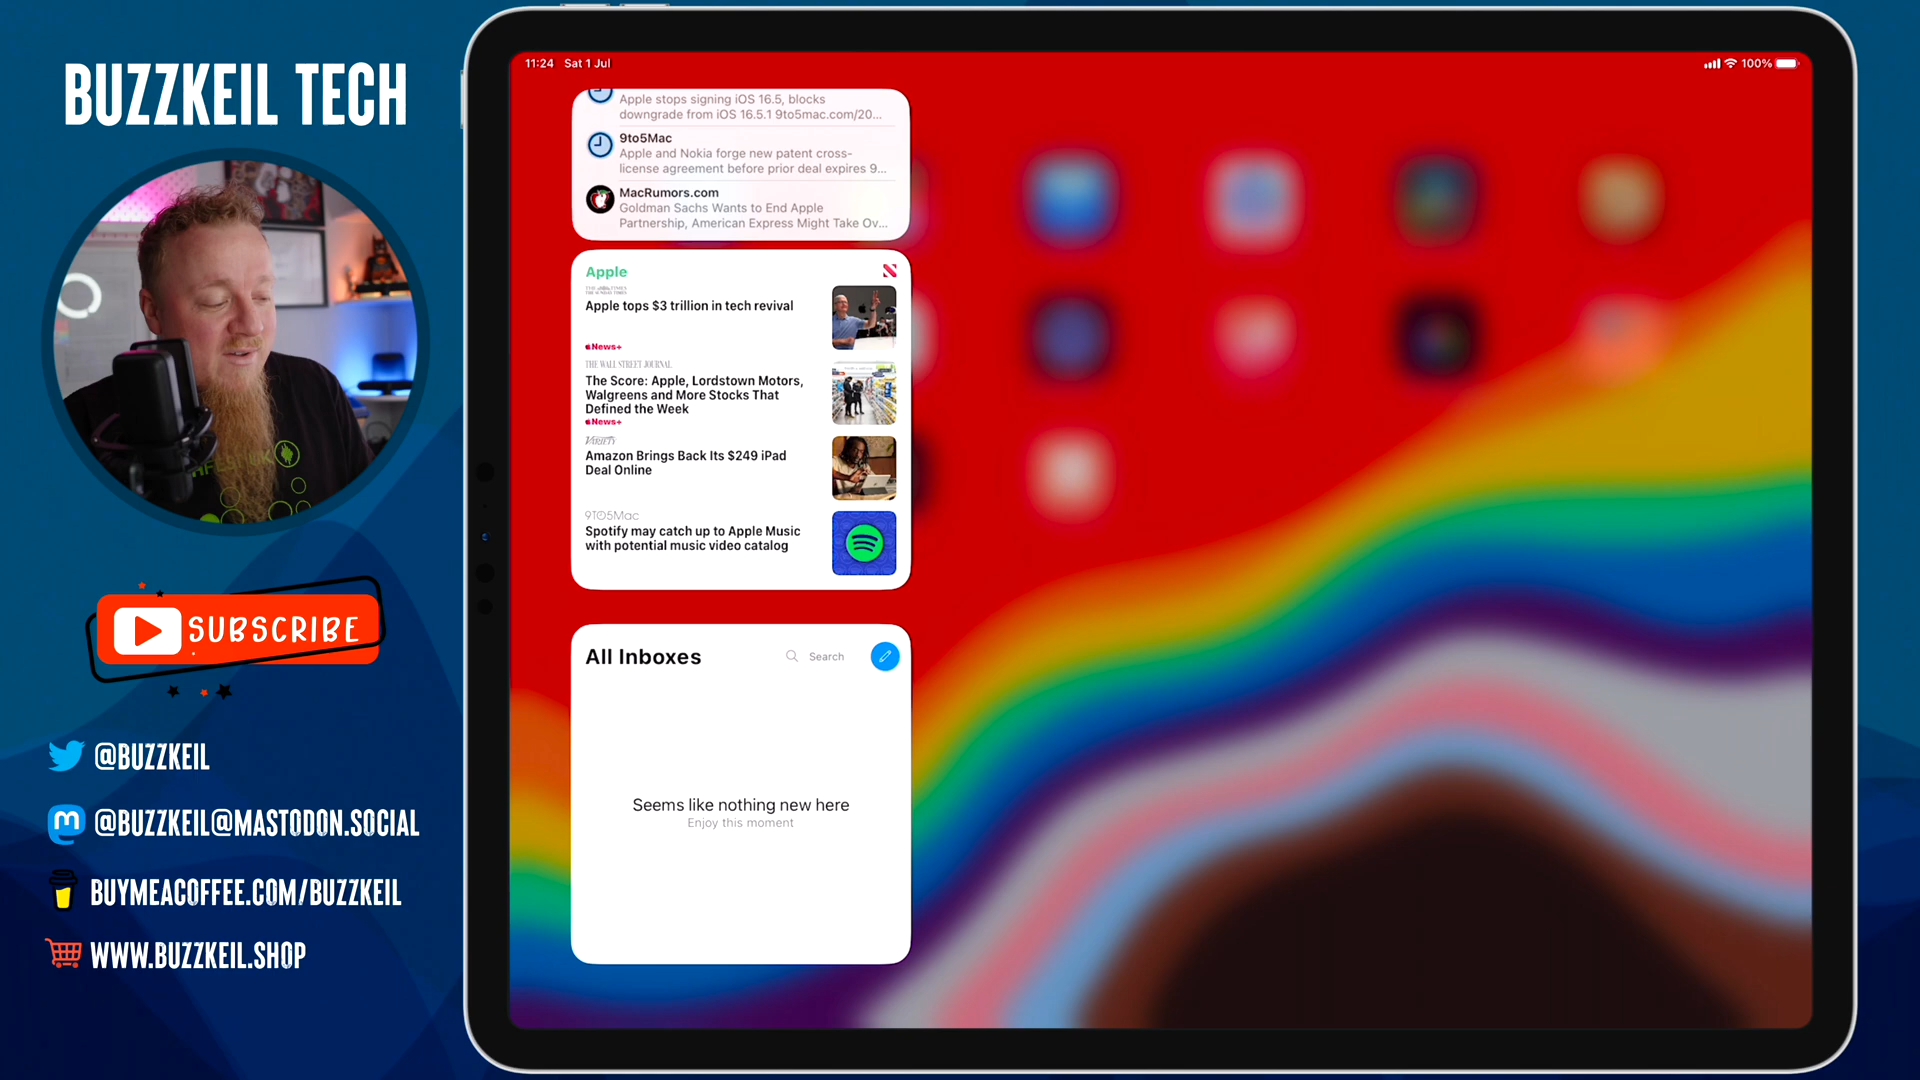 BUZZKEIL TECH
SUBSCRIBE
@BUZZKEIL
@BUZZKEIL@MASTODON.SOCIAL
BUYMEACOFFEE.COM/BUZZKEIL
WWW.BUZZKEIL.SHOP
11:24 Sat 1 Jul
100%
Apple stops signing iOS 16.5, blocks
downgrade from iOS 16.5.1 9to5mac.com/20...
9to5Mac
Apple and Nokia forge new patent cross-
license agreement before prior deal expires 9...
MacRumors.com
Goldman Sachs Wants to End Apple
Partnership, American Express Might Take Ov...
Apple
THE TIMES
THE SUNDAY TIMES
Apple tops $3 trillion in tech revival
News+
THE WALL STREET JOURNAL
The Score: Apple, Lordstown Motors,
Walgreens and More Stocks That
Defined the Week
News+
VARIETY
Amazon Brings Back Its $249 iPad
Deal Online
9TO5Mac
Spotify may catch up to Apple Music
with potential music video catalog
All Inboxes
Search
Seems like nothing new here
Enjoy this moment